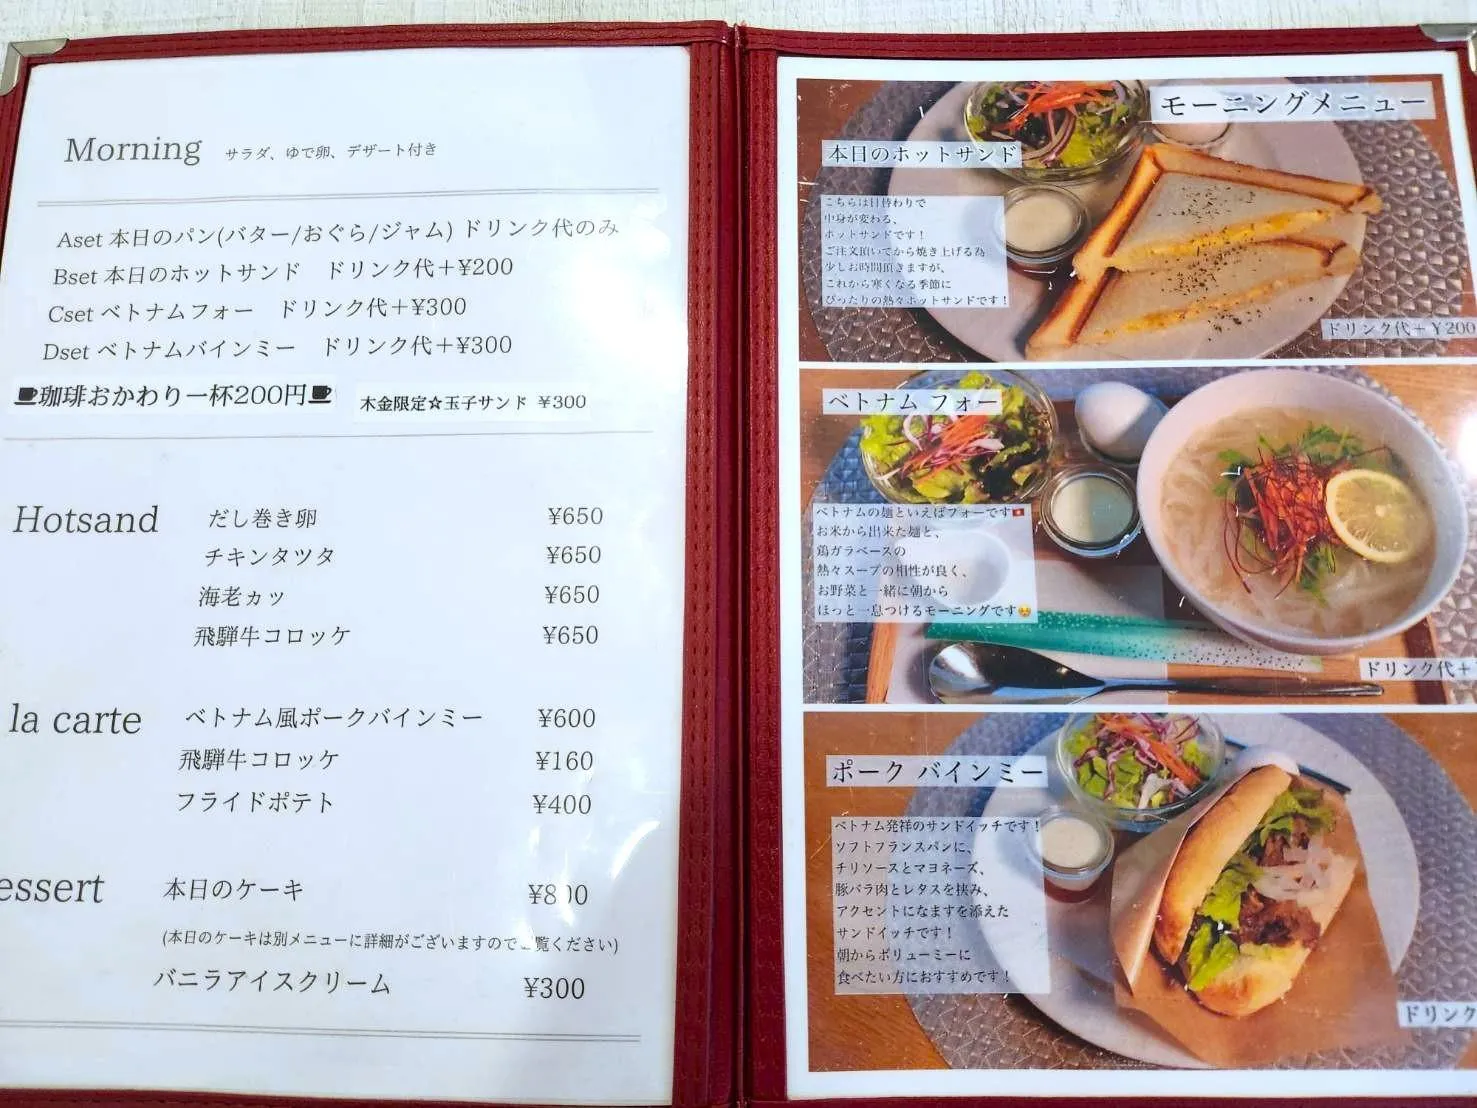 Morning サラダ、ゆで卵、デザート付き
Aset 本日のパン(バター/おぐら/ジャム) ドリンク代のみ
Bset 本日のホットサンド ドリンク代＋¥200
Cset ベトナムフォー ドリンク代＋¥300
Dset ベトナムバインミー ドリンク代＋¥300
☕珈琲おかわり一杯200円☕ 木金限定☆玉子サンド ¥300
Hotsand だし巻き卵 ¥650
チキンタツタ ¥650
海老ヵッ ¥650
飛騨牛コロッケ ¥650
la carte ベトナム風ポークバインミー ¥600
飛騨牛コロッケ ¥160
フライドポテト ¥400
essert 本日のケーキ ¥800
(本日のケーキは別メニューに詳細がございますのでご覧ください)
バニラアイスクリーム ¥300
モーニングメニュー
本日のホットサンド
こちらは日替わりで
中身が変わる、
ホットサンドです！
ご注文頂いてから焼き上げる為
少しお時間頂きますが、
これから寒くなる季節に
ぴったりの熱々ホットサンドです！
ドリンク代＋￥200
ベトナム フォー
ベトナムの麺といえばフォーです🇻🇳
お米から出来た麺と、
鶏ガラベースの
熱々スープの相性が良く、
お野菜と一緒に朝から
ほっと一息つけるモーニングです☺️
ドリンク代＋
ポーク バインミー
ベトナム発祥のサンドイッチです！
ソフトフランスパンに、
チリソースとマヨネーズ、
豚バラ肉とレタスを挟み、
アクセントになますを添えた
サンドイッチです！
朝からボリューミーに
食べたい方におすすめです！
ドリンク